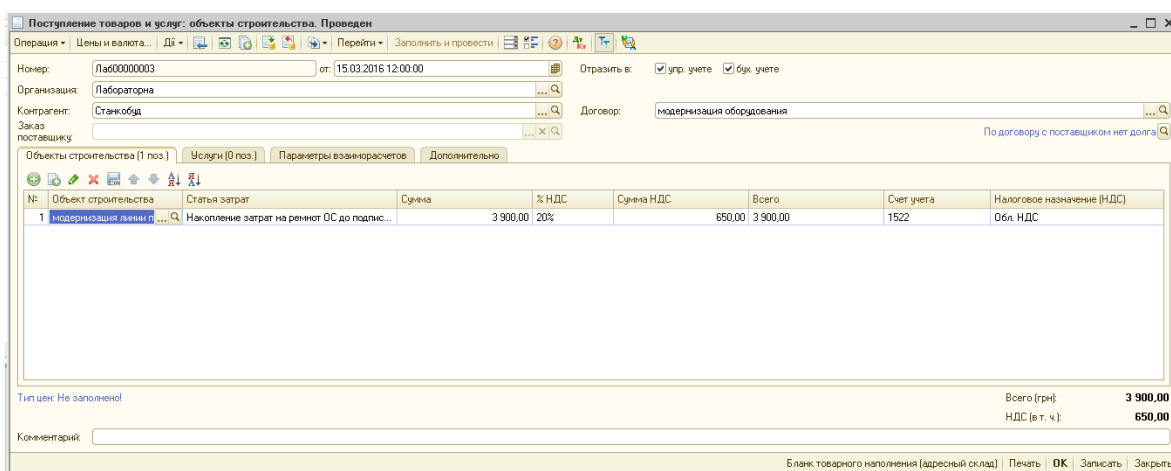 Поступление товаров и услуг: объекты строительства. Проведен
Операция Цены и валюта... Дії Перейти Заполнить и провести
Номер: Лаб00000003 от: 15.03.2016 12:00:00 Отразить в: упр. учете бух. учете
Организация: Лабораторна
Контрагент: Станкобуд Договор: модернизация оборудования
Заказ
поставщику: По договору с поставщиком нет долга
Объекты строительства (1 поз.) Услуги (0 поз.) Параметры взаиморасчетов Дополнительно
№ Объект строительства Статья затрат Сумма % НДС Сумма НДС Всего Счет учета Налоговое назначение (НДС)
1 модернизация линии п ... Накопление затрат на ремнот ОС до подпис... 3 900,00 20% 650,00 3 900,00 1522 Обл. НДС
Тип цен: Не заполнено! Всего (грн): 3 900,00
НДС (в т. ч.): 650,00
Комментарий:
Бланк товарного наполнения (адресный склад) Печать OK Записать Закрыть